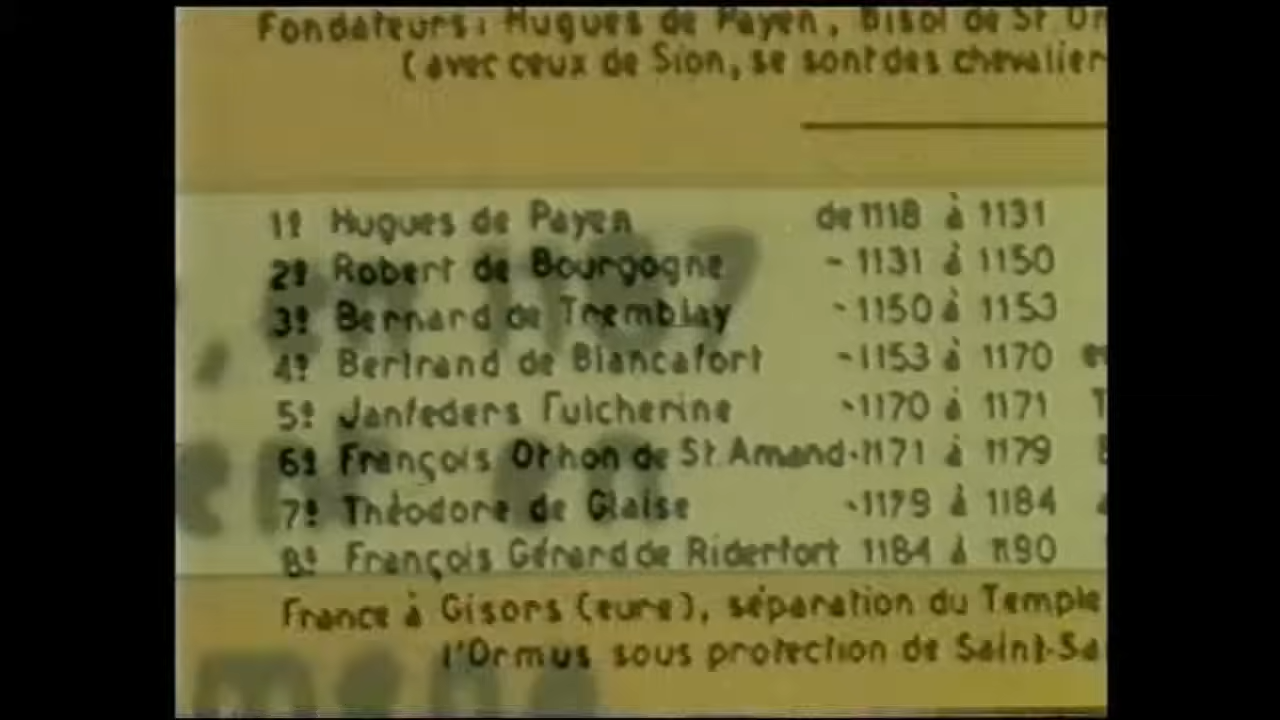 Fondateurs: Hugues de Payen, Bisol de St Or
(avec ceux de Sion, se sont des chevalier
1º Hugues de Payen de 1118 à 1131
2º Robert de Bourgogne - 1131 à 1150
3º Bernard de Tremblay - 1150 à 1153
4º Bertrand de Blancafort - 1153 à 1170 e
5º Janfeders Fulcherine - 1170 à 1171 T
6º François Othon de St. Amand - 1171 à 1179
7º Théodore de Glaise - 1179 à 1184
8º François Gérard de Riderfort 1184 à 1190
France à Gisors (eure), séparation du Temple
l'Ormus sous protection de Saint-Sa